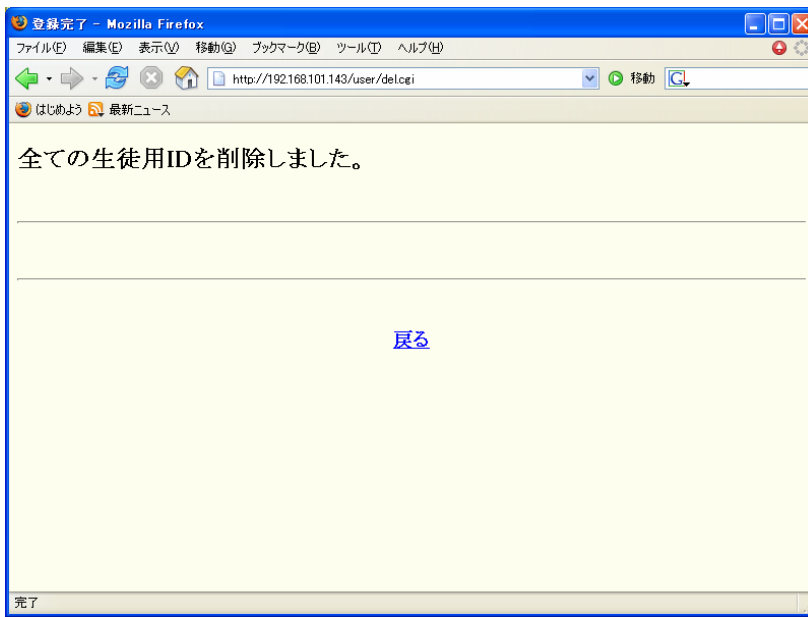 登録完了 - Mozilla Firefox
ファイル(F) 編集(E) 表示(V) 移動(G) ブックマーク(B) ツール(T) ヘルプ(H)
http://192.168.101.143/user/del.cgi 移動 G
はじめよう 最新ニュース
全ての生徒用IDを削除しました。
戻る
完了